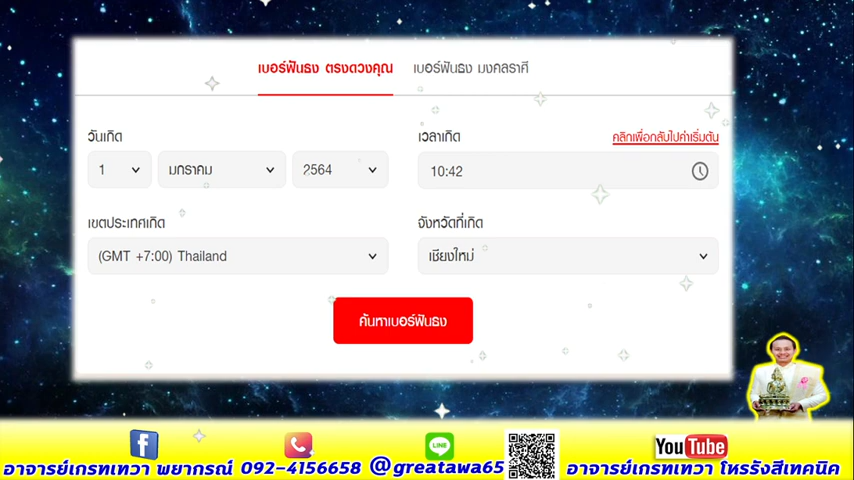 เบอร์ฟันธง ตรงดวงคุณ เบอร์ฟันธง มงคลราศี
วันเกิด
1 มกราคม 2564
เวลาเกิด คลิกเพื่อกลับไปค่าเริ่มต้น
10:42
เขตประเทศเกิด
(GMT +7:00) Thailand
จังหวัดที่เกิด
เชียงใหม่
ค้นหาเบอร์ฟันธง
f LINE YouTube
อาจารย์เกรทเทวา พยากรณ์ 092-4156658 @greatawa65 อาจารย์เกรทเทวา โหรรังสีเทคนิค